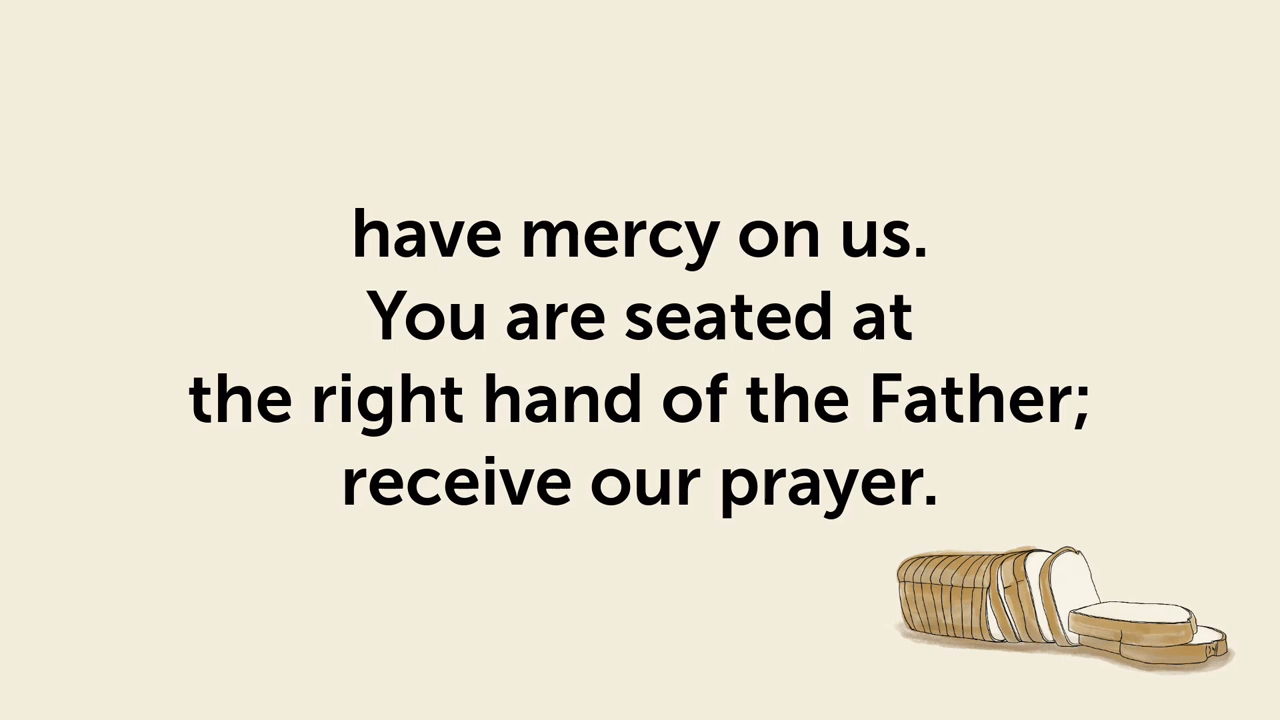 have mercy on us.
You are seated at
the right hand of the Father;
receive our prayer.